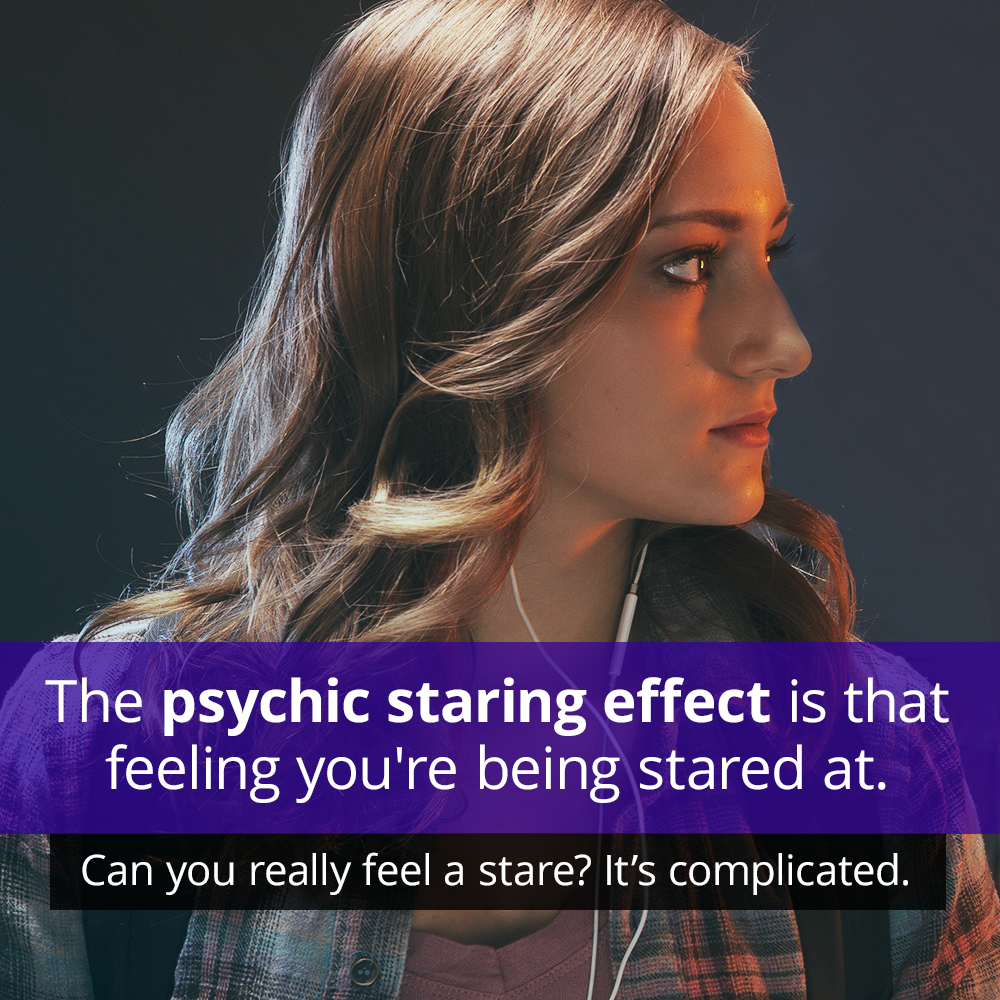 The psychic staring effect is that
feeling you're being stared at.
Can you really feel a stare? It’s complicated.